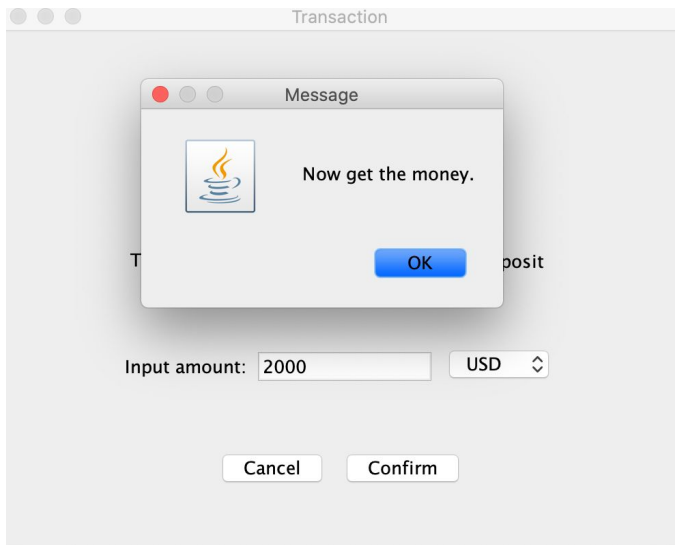 Transaction
Message
Now get the money.
OK
T posit
Input amount: 2000 USD
Cancel Confirm